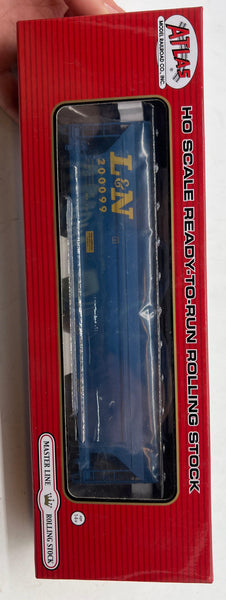 ATLAS
MODEL RAILROAD CO., INC.
HO SCALE READY-TO-RUN ROLLING STOCK
L&N
200099
MASTER LINE
ROLLING STOCK